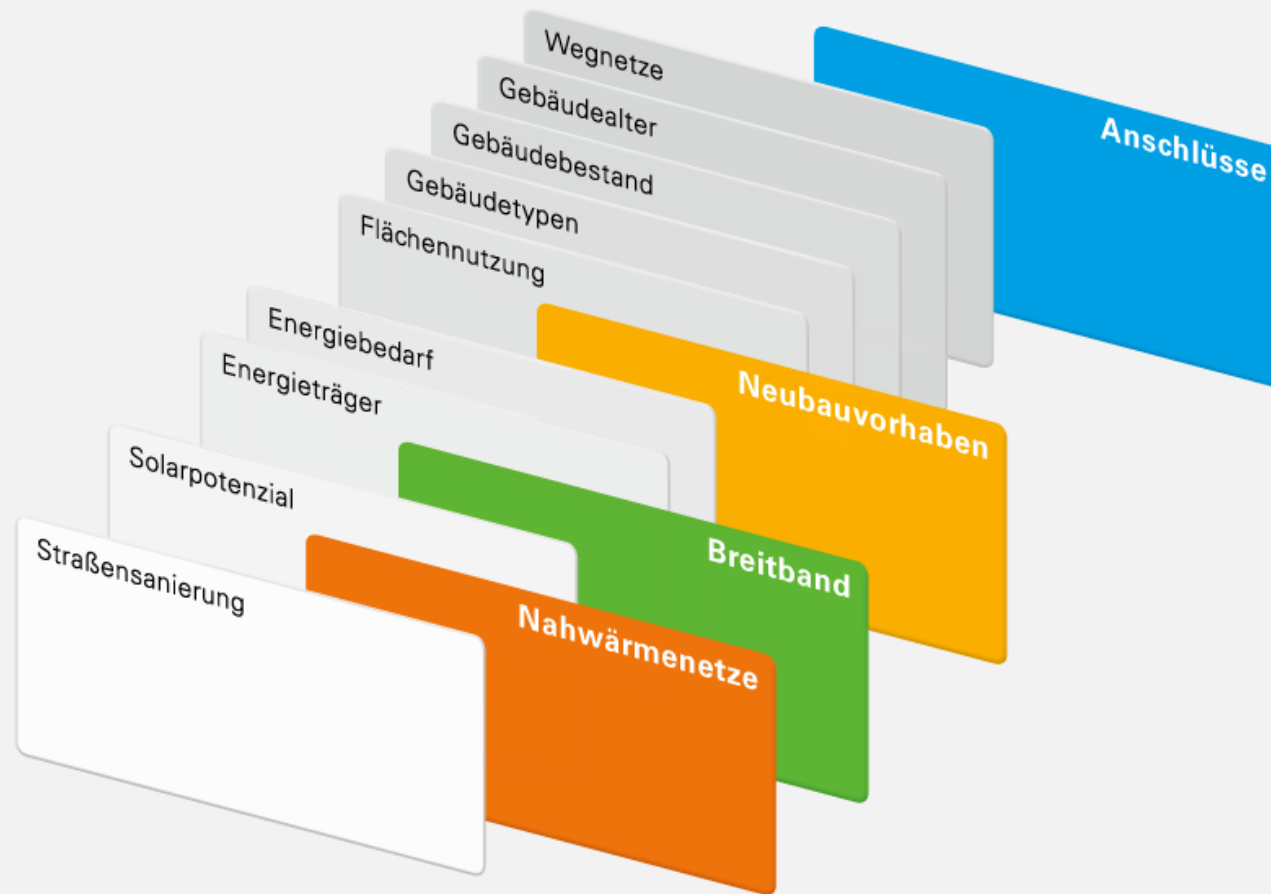 Wegnetze
Anschlüsse
Gebäudealter
Gebäudebestand
Gebäudetypen
Flächennutzung
Neubauvorhaben
Energiebedarf
Energieträger
Breitband
Solarpotenzial
Nahwärmenetze
Straßensanierung